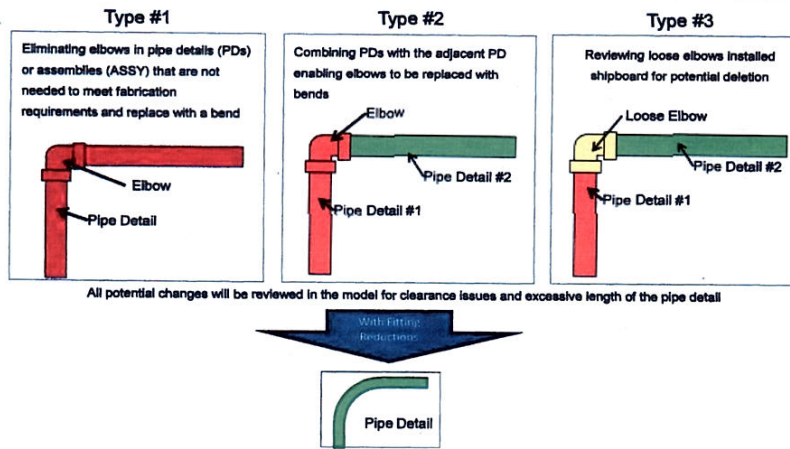 Type #1
Eliminating elbows in pipe details (PDs)
or assemblies (ASSY) that are not
needed to meet fabrication
requirements and replace with a bend
Elbow
Pipe Detail
Type #2
Combining PDs with the adjacent PD
enabling elbows to be replaced with
bends
Elbow
Pipe Detail #2
Pipe Detail #1
Type #3
Reviewing loose elbows installed
shipboard for potential deletion
Loose Elbow
Pipe Detail #2
Pipe Detail #1
All potential changes will be reviewed in the model for clearance issues and excessive length of the pipe detail
With Fitting
Reductions
Pipe Detail